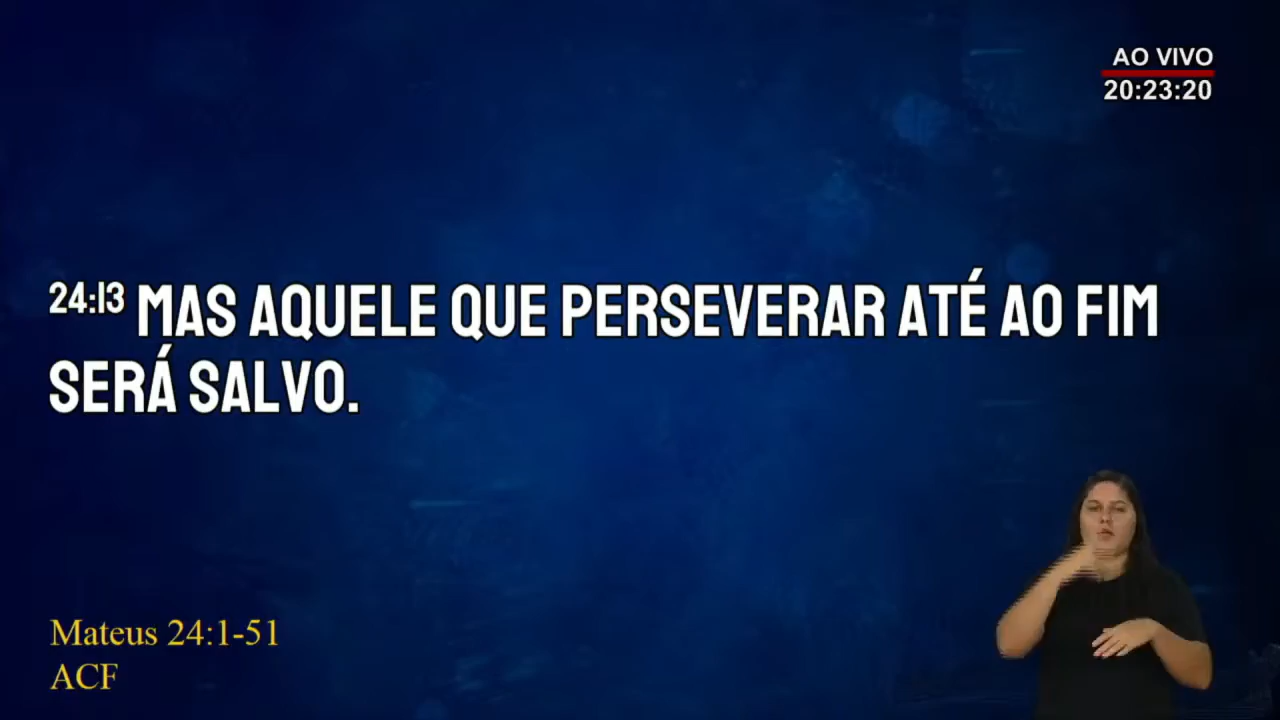 AO VIVO
20:23:20
24:13 MAS AQUELE QUE PERSEVERAR ATÉ AO FIM
SERÁ SALVO.
Mateus 24:1-51
ACF